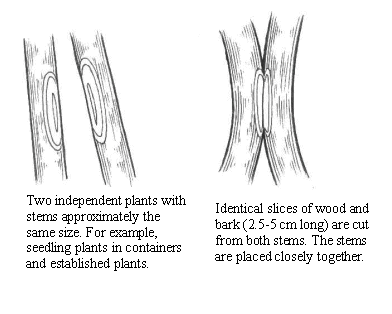 Two independent plants with
stems approximately the
same size. For example,
seedling plants in containers
and established plants.
Identical slices of wood and
bark (2.5-5 cm long) are cut
from both stems. The stems
are placed closely together.